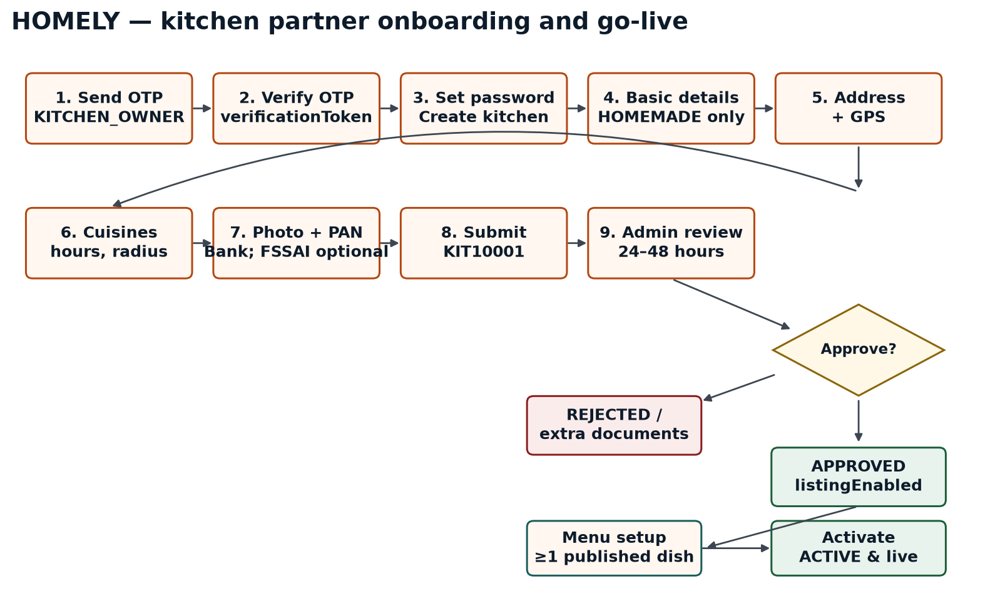 HOMELY — kitchen partner onboarding and go-live
1. Send OTP
KITCHEN_OWNER
2. Verify OTP
verificationToken
3. Set password
Create kitchen
4. Basic details
HOMEMADE only
5. Address
+ GPS
6. Cuisines
hours, radius
7. Photo + PAN
Bank; FSSAI optional
8. Submit
KIT10001
9. Admin review
24–48 hours
Approve?
REJECTED /
extra documents
APPROVED
listingEnabled
Menu setup
≥1 published dish
Activate
ACTIVE & live